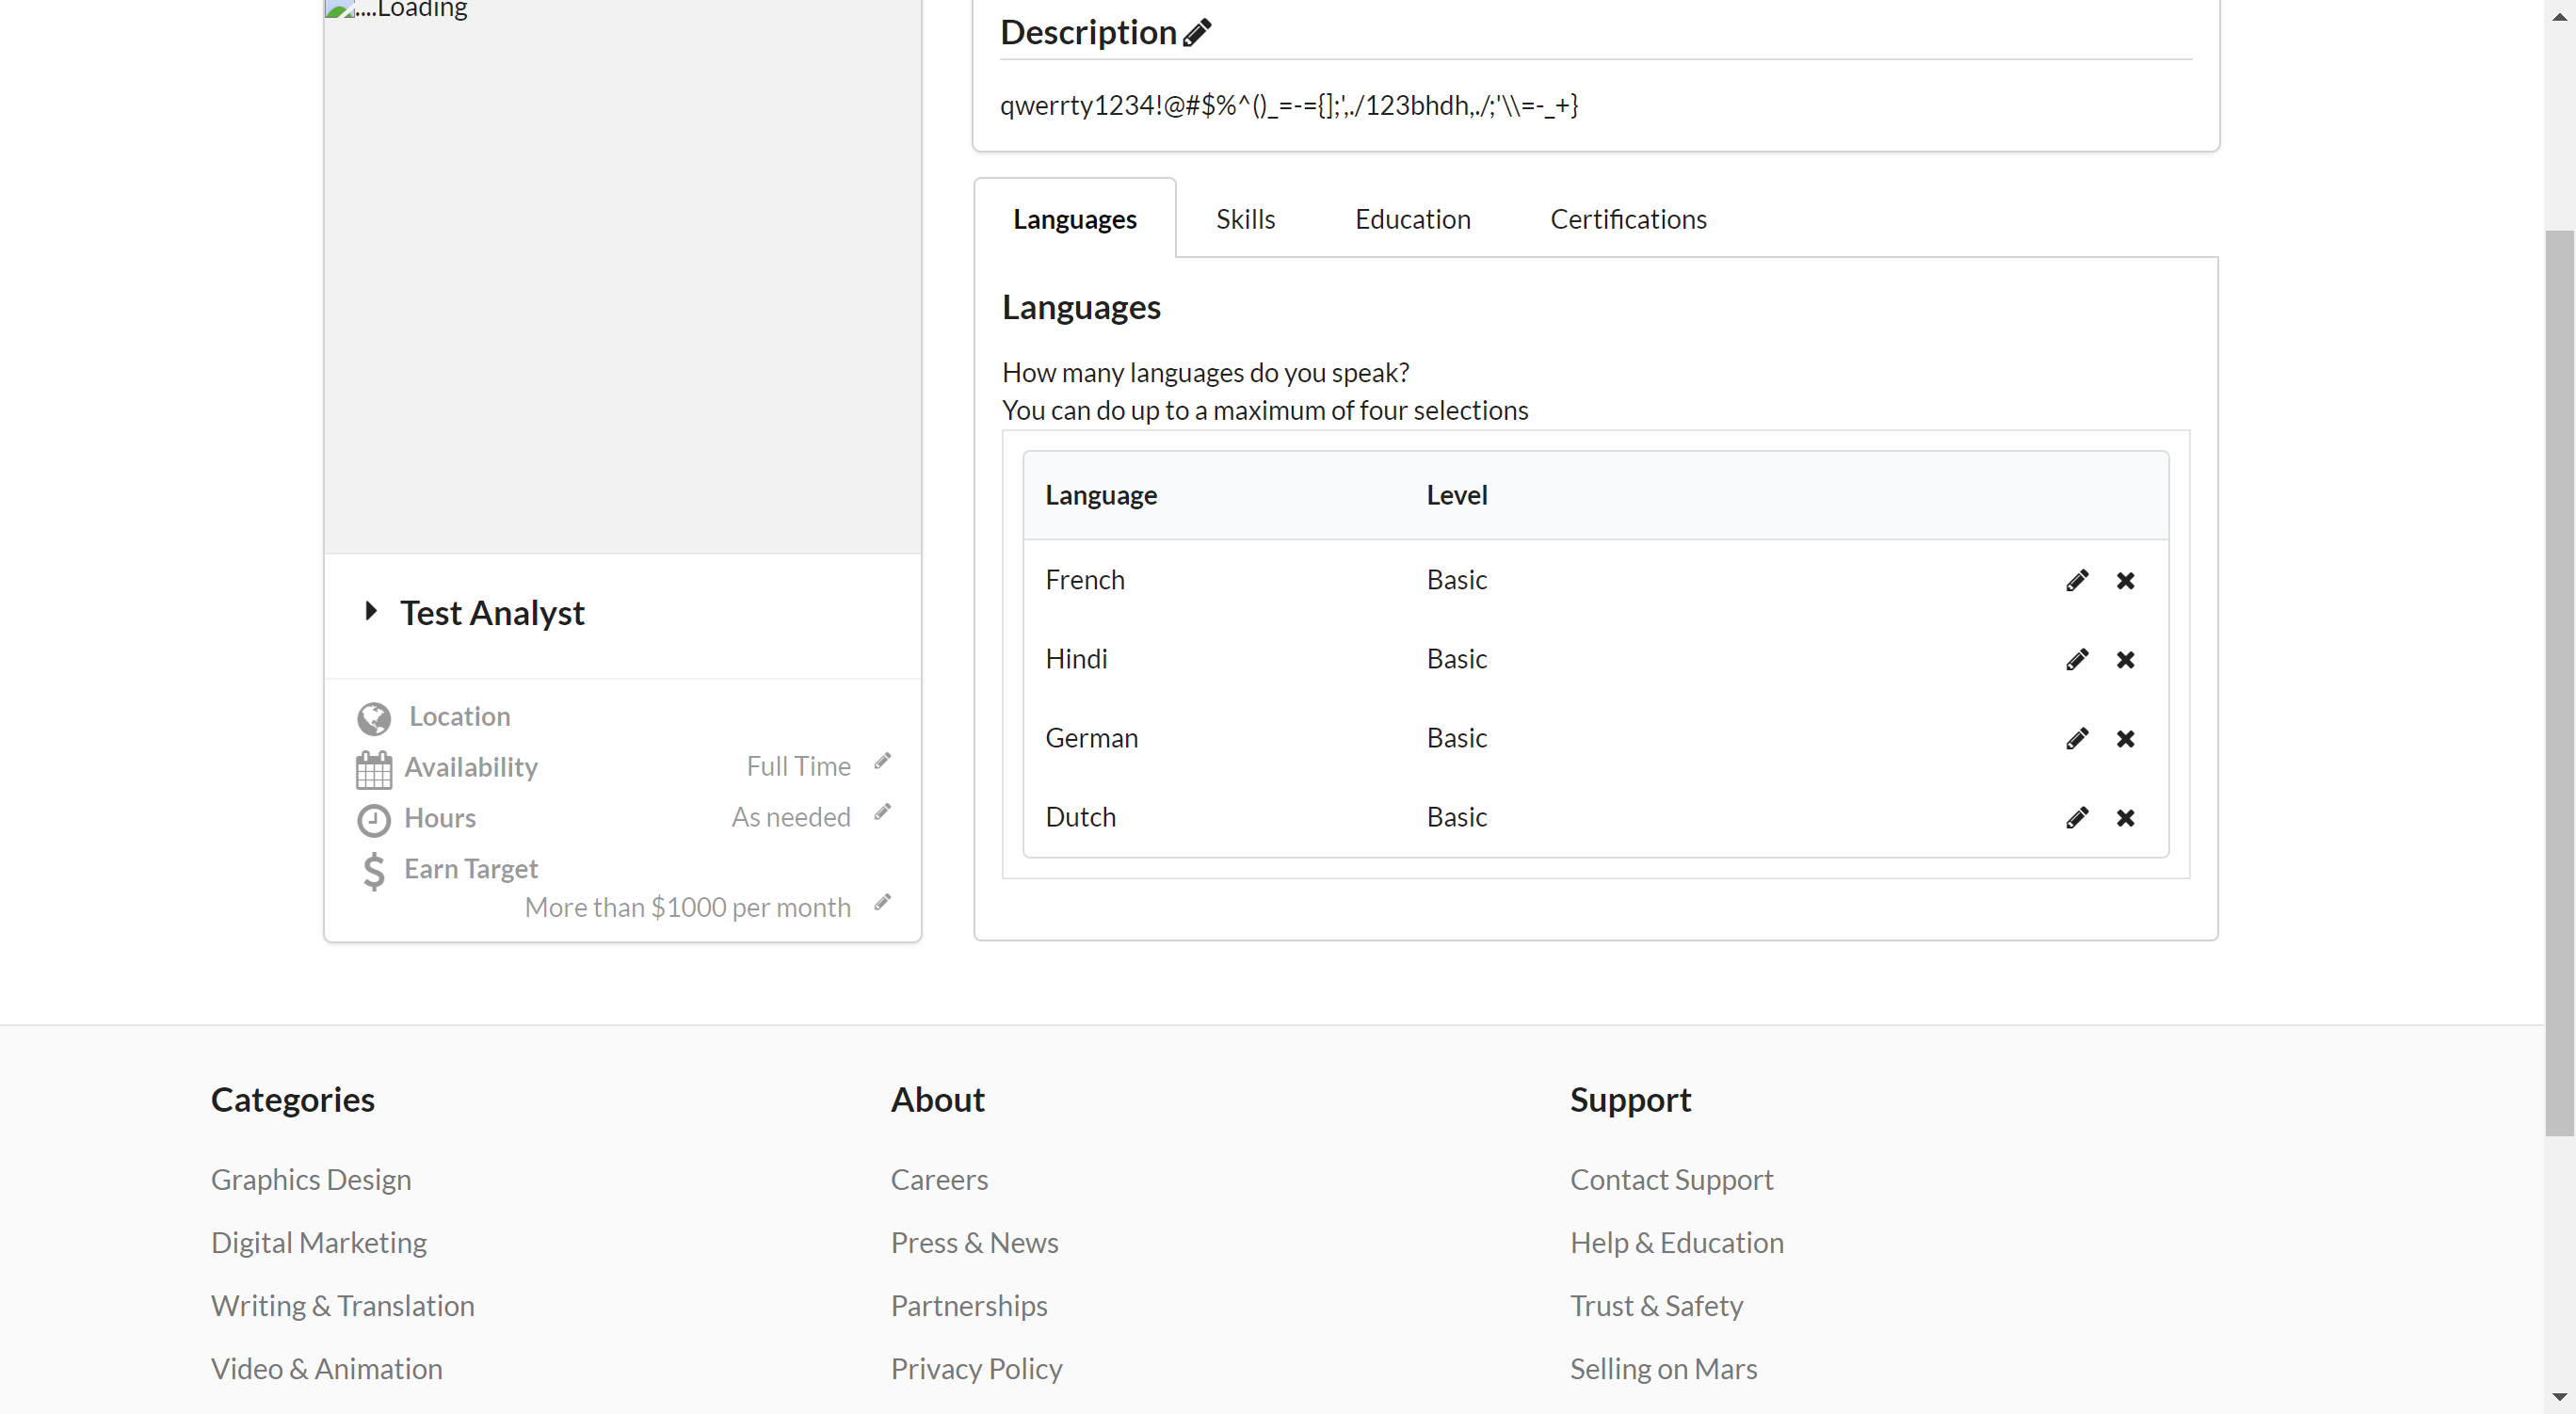 ....Loading
Test Analyst
Location
Availability Full Time
Hours As needed
Earn Target
More than $1000 per month
Description
qwerrty1234!@#$%^()_=-={];',./123bhdh,./;'\\=-_+}
Languages Skills Education Certifications
Languages
How many languages do you speak?
You can do up to a maximum of four selections
Language Level
French Basic
Hindi Basic
German Basic
Dutch Basic
Categories
Graphics Design
Digital Marketing
Writing & Translation
Video & Animation
About
Careers
Press & News
Partnerships
Privacy Policy
Support
Contact Support
Help & Education
Trust & Safety
Selling on Mars